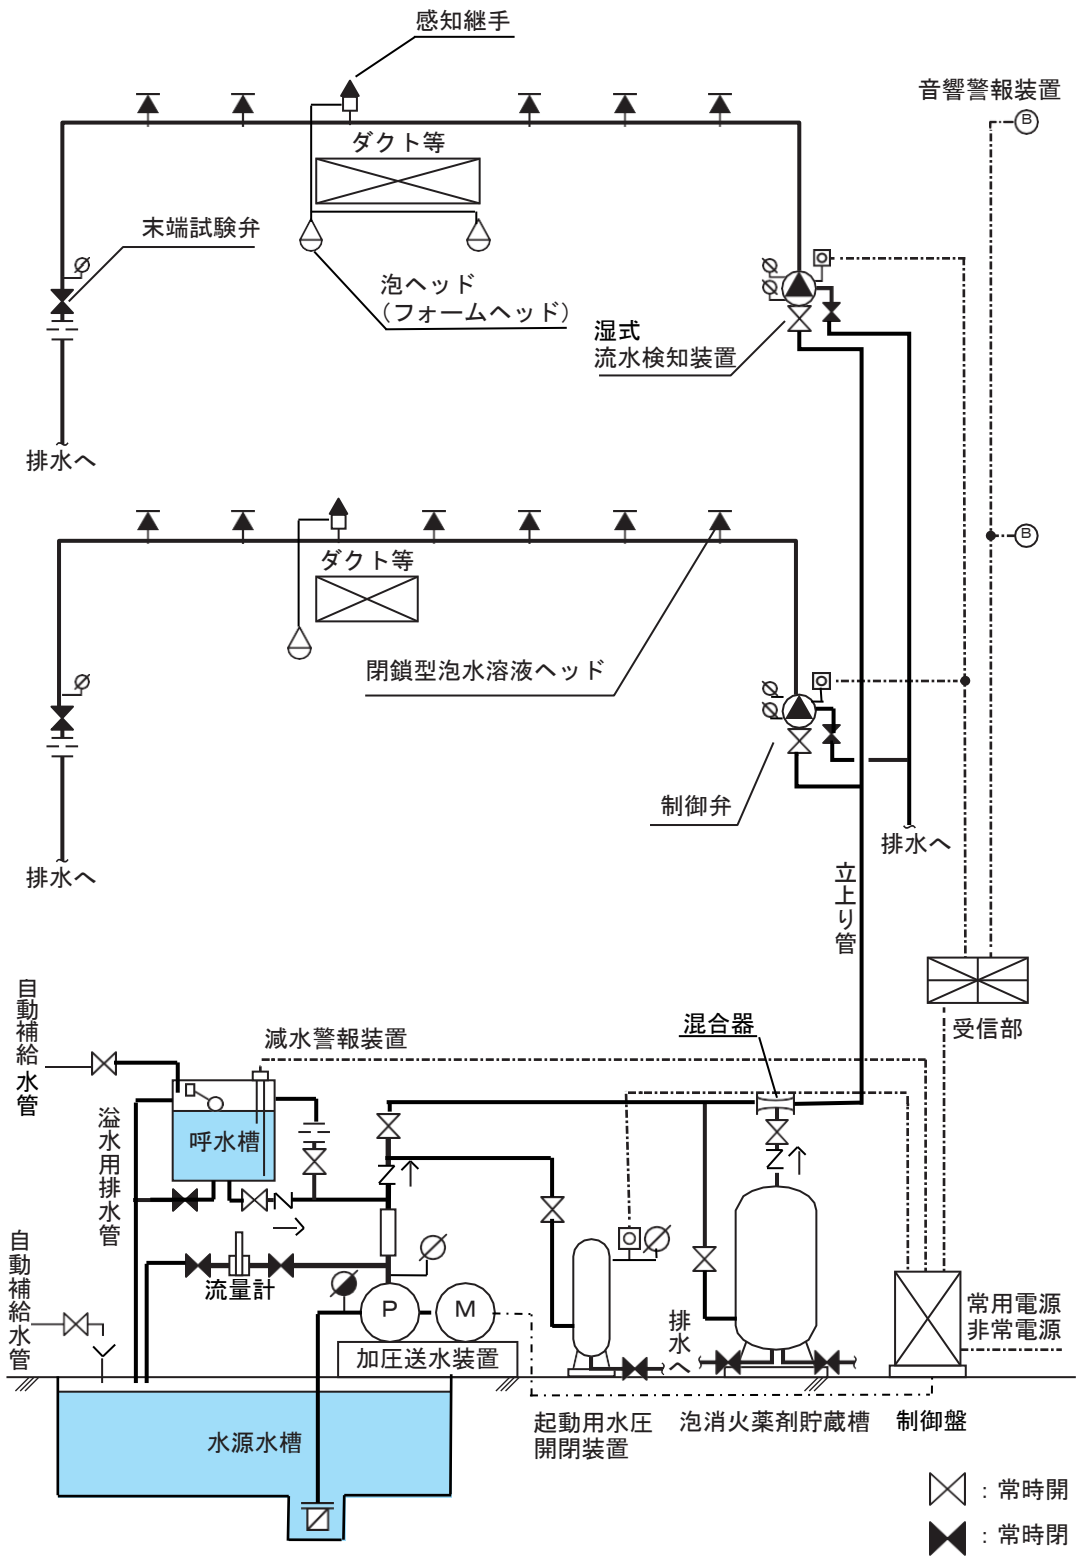 感知継手
音響警報装置
B
ダクト等
末端試験弁
泡ヘッド
(フォームヘッド)
湿式
流水検知装置
排水へ
B
ダクト等
閉鎖型泡水溶液ヘッド
制御弁
排水へ
排水へ
立上り管
受信部
自動補給水管
減水警報装置
混合器
呼水槽
溢水用排水管
自動補給水管
流量計
P
M
加圧送水装置
排水へ
常用電源
非常電源
水源水槽
起動用水圧
開閉装置
泡消火薬剤貯蔵槽
制御盤
:常時開
:常時閉